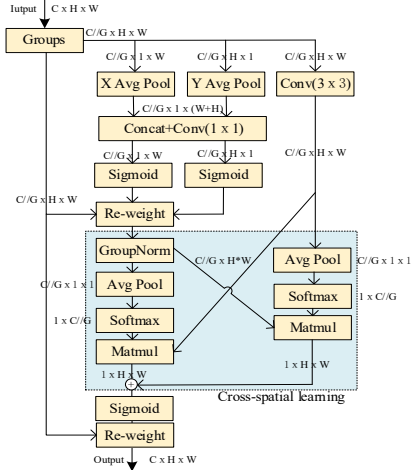 Iutput C x H x W
C//G x H x W
Groups
C//G x 1 x W C//G x H x 1 C//G x H x W
X Avg Pool Y Avg Pool Conv(3 x 3)
C//G x 1 x (W+H)
Concat+Conv(1 x 1)
C//G x 1 x W C//G x H x 1 C//G x H x W
Sigmoid Sigmoid
C//G x H x W
Re-weight
GroupNorm C//G x H*W
Avg Pool C//G x 1 x 1
C//G x 1 x 1 Avg Pool
Softmax 1 x C//G
1 x C//G Softmax Matmul
Matmul
1 x H x W 1 x H x W
+
Cross-spatial learning
Sigmoid
Re-weight
Output C x H x W